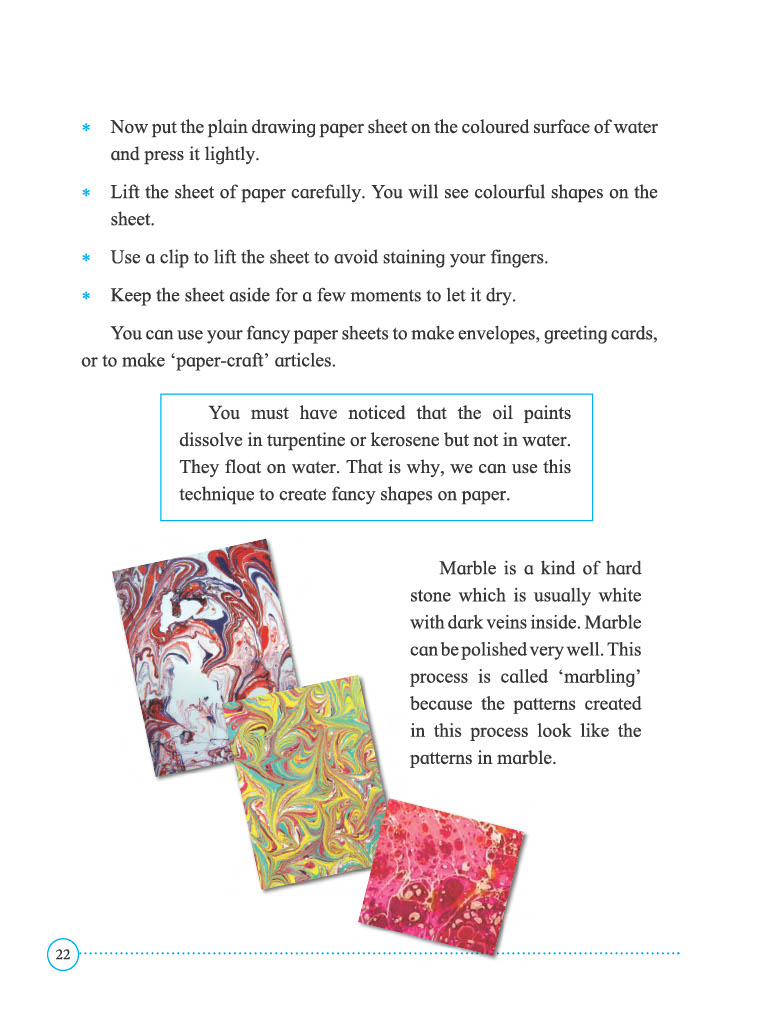 * Now put the plain drawing paper sheet on the coloured surface of water
and press it lightly.
* Lift the sheet of paper carefully. You will see colourful shapes on the
sheet.
* Use a clip to lift the sheet to avoid staining your fingers.
* Keep the sheet aside for a few moments to let it dry.
You can use your fancy paper sheets to make envelopes, greeting cards,
or to make ‘paper-craft’ articles.
You must have noticed that the oil paints
dissolve in turpentine or kerosene but not in water.
They float on water. That is why, we can use this
technique to create fancy shapes on paper.
Marble is a kind of hard
stone which is usually white
with dark veins inside. Marble
can be polished very well. This
process is called ‘marbling’
because the patterns created
in this process look like the
patterns in marble.
22